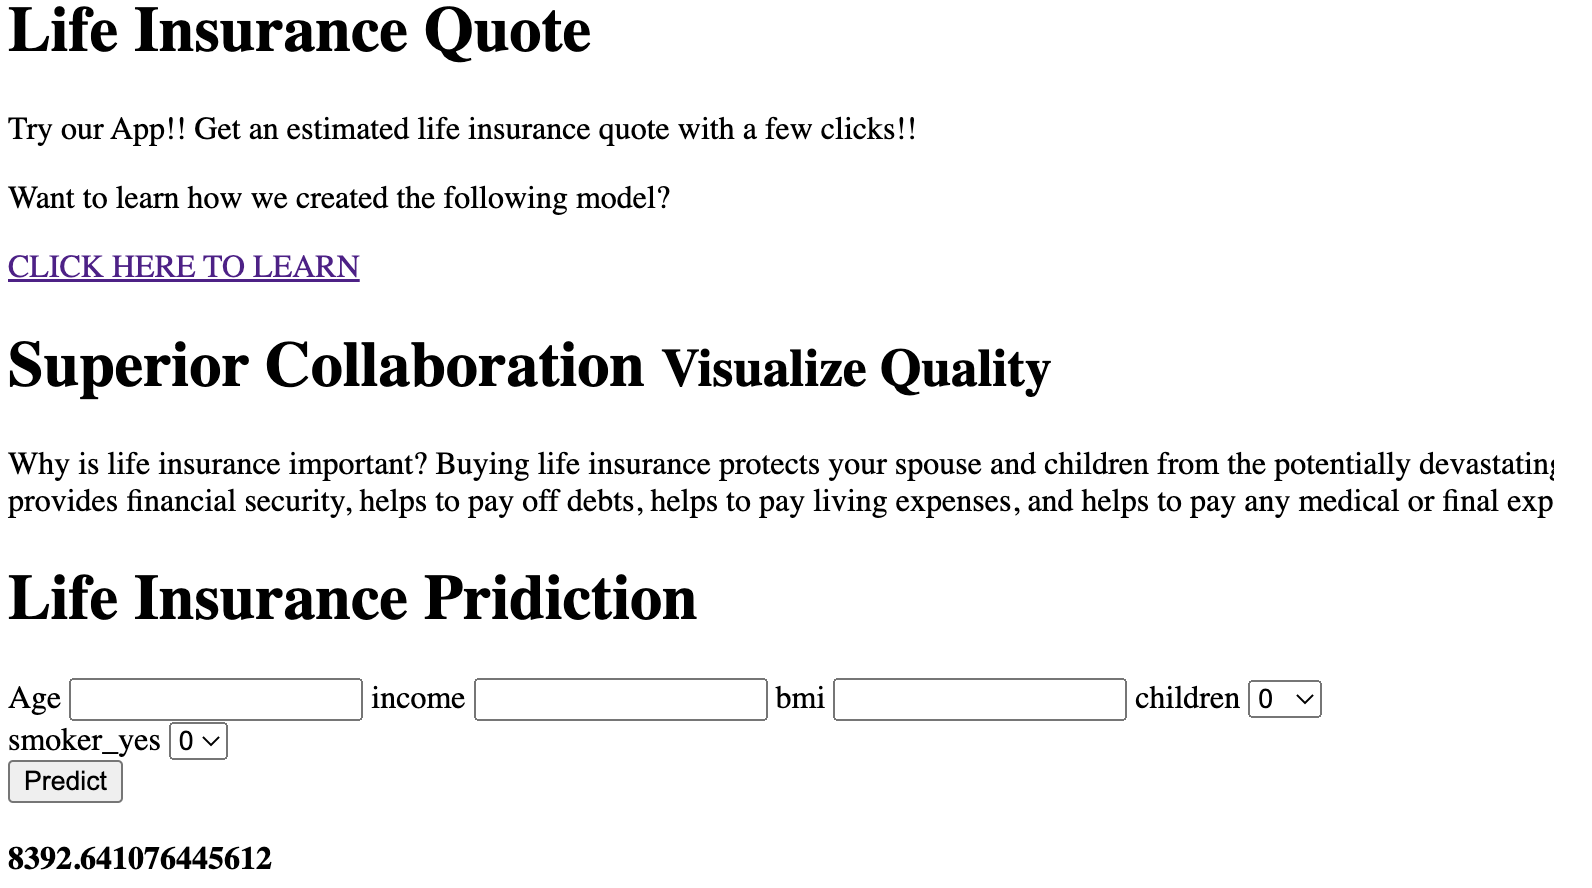 Life Insurance Quote
Try our App!! Get an estimated life insurance quote with a few clicks!!
Want to learn how we created the following model?
CLICK HERE TO LEARN
Superior Collaboration Visualize Quality
Why is life insurance important? Buying life insurance protects your spouse and children from the potentially devastating
provides financial security, helps to pay off debts, helps to pay living expenses, and helps to pay any medical or final exp
Life Insurance Pridiction
Age income bmi children 0
smoker_yes 0
Predict
8392.641076445612